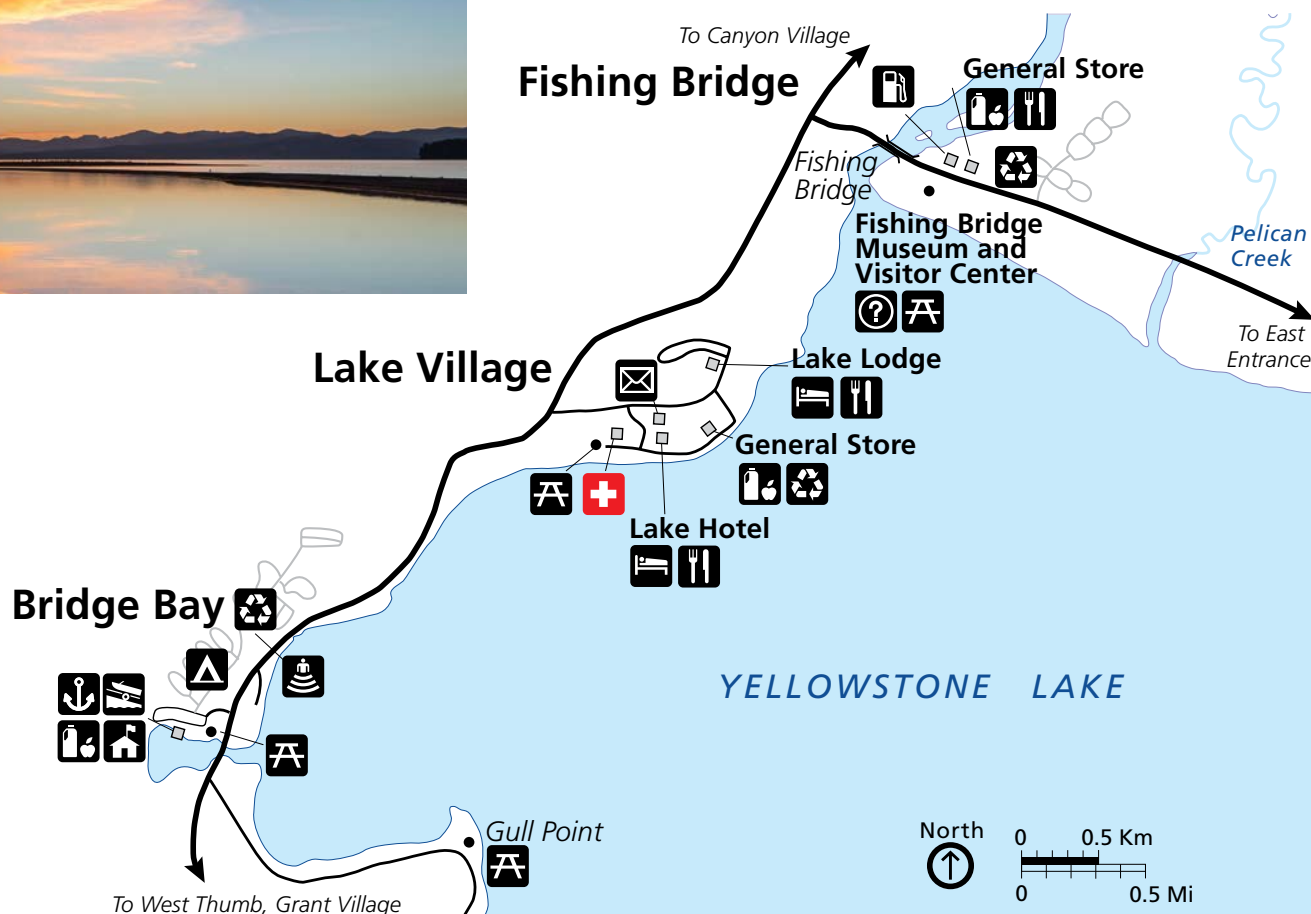 To Canyon Village
Fishing Bridge
General Store
Fishing
Bridge
Fishing Bridge
Museum and
Visitor Center
?
Pelican
Creek
To East
Entrance
Lake Village
Lake Lodge
General Store
Lake Hotel
Bridge Bay
YELLOWSTONE LAKE
Gull Point
North
0 0.5 Km
0 0.5 Mi
To West Thumb, Grant Village